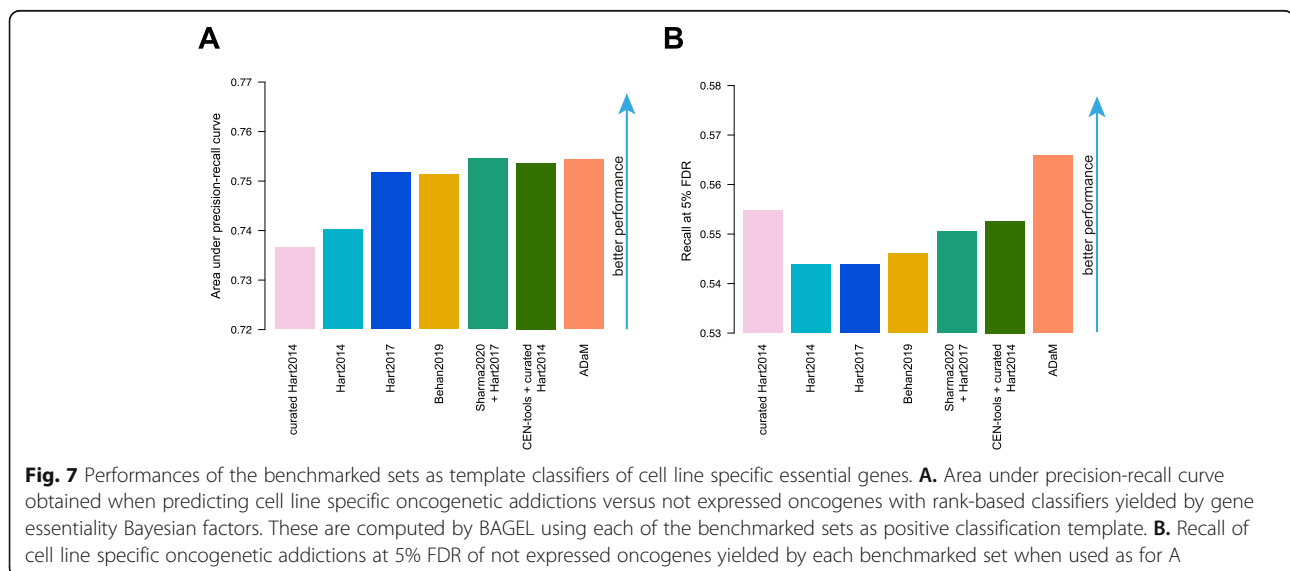 A
B
0.77
0.76
0.75
0.74
0.73
0.72
Area under precision-recall curve
better performance
curated Hart2014
Hart2014
Hart2017
Behan2019
Sharma2020
+ Hart2017
CEN-tools + curated
Hart2014
ADaM
0.58
0.57
0.56
0.55
0.54
0.53
Recall at 5% FDR
better performance
curated Hart2014
Hart2014
Hart2017
Behan2019
Sharma2020
+ Hart2017
CEN-tools + curated
Hart2014
ADaM
Fig. 7 Performances of the benchmarked sets as template classifiers of cell line specific essential genes. A. Area under precision-recall curve
obtained when predicting cell line specific oncogenetic addictions versus not expressed oncogenes with rank-based classifiers yielded by gene
essentiality Bayesian factors. These are computed by BAGEL using each of the benchmarked sets as positive classification template. B. Recall of
cell line specific oncogenetic addictions at 5% FDR of not expressed oncogenes yielded by each benchmarked set when used as for A